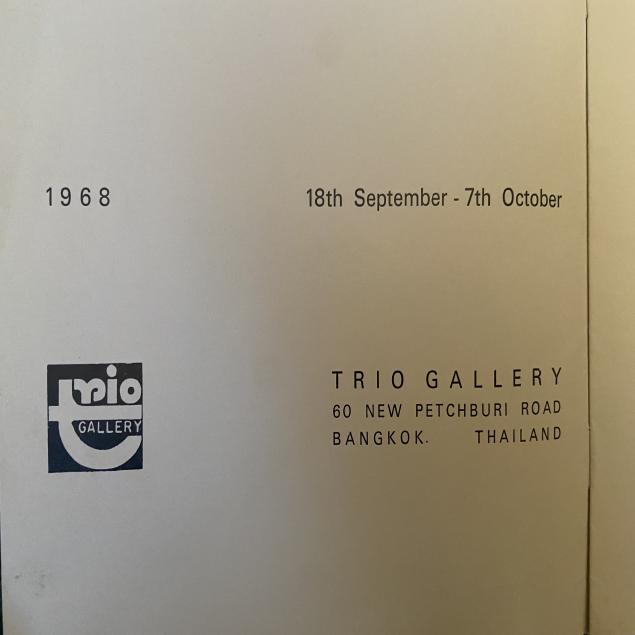 1968
18th September - 7th October
trio
GALLERY
TRIO GALLERY
60 NEW PETCHBURI ROAD
BANGKOK. THAILAND